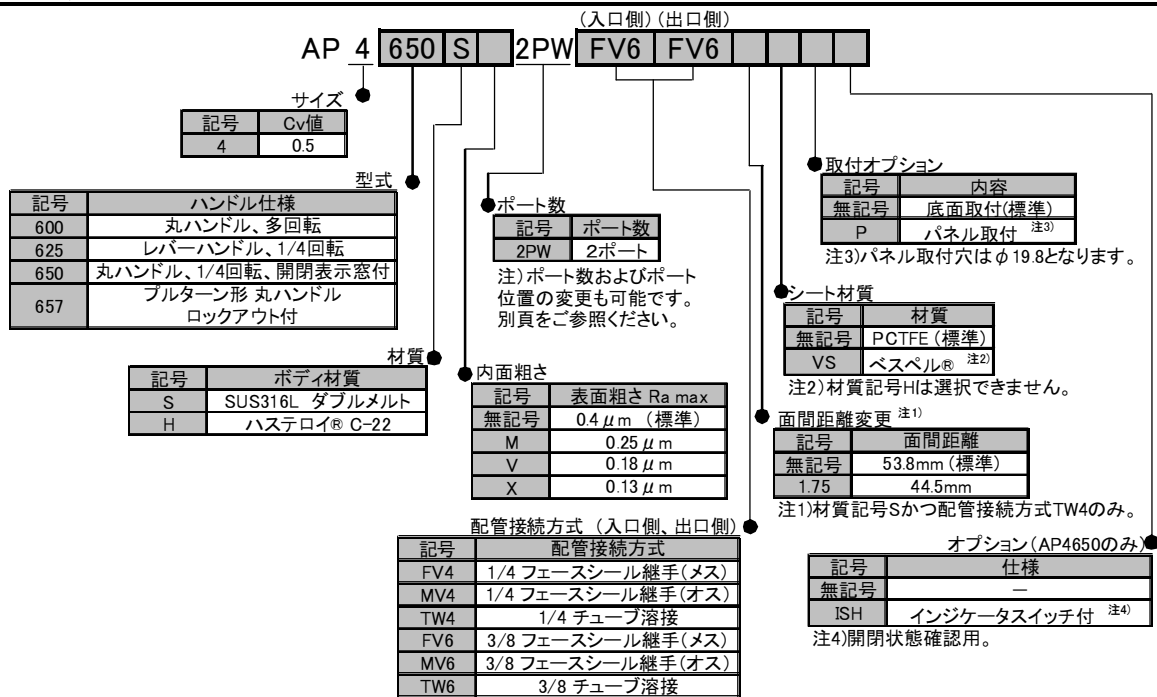 (入口側)(出口側)
AP 4 650 S 2PW FV6 FV6
サイズ
記号 Cv値
4 0.5
型式
記号 ハンドル仕様
600 丸ハンドル、多回転
625 レバーハンドル、1/4回転
650 丸ハンドル、1/4回転、開閉表示窓付
657 プルターン形 丸ハンドル
ロックアウト付
材質
記号 ボディ材質
S SUS316L ダブルメルト
H ハステロイ® C-22
内面粗さ
記号 表面粗さ Ra max
無記号 0.4μm (標準)
M 0.25μm
V 0.18μm
X 0.13μm
ポート数
記号 ポート数
2PW 2ポート
注)ポート数およびポート
位置の変更も可能です。
別頁をご参照ください。
配管接続方式 (入口側、出口側)
記号 配管接続方式
FV4 1/4 フェースシール継手(メス)
MV4 1/4 フェースシール継手(オス)
TW4 1/4 チューブ溶接
FV6 3/8 フェースシール継手(メス)
MV6 3/8 フェースシール継手(オス)
TW6 3/8 チューブ溶接
取付オプション
記号 内容
無記号 底面取付(標準)
P パネル取付 注3)
注3)パネル取付穴はφ19.8となります。
シート材質
記号 材質
無記号 PCTFE(標準)
VS ベスペル® 注2)
注2)材質記号Hは選択できません。
面間距離変更 注1)
記号 面間距離
無記号 53.8mm(標準)
1.75 44.5mm
注1)材質記号Sかつ配管接続方式TW4のみ。
オプション(AP4650のみ)
記号 仕様
無記号 －
ISH インジケータスイッチ付 注4)
注4)開閉状態確認用。